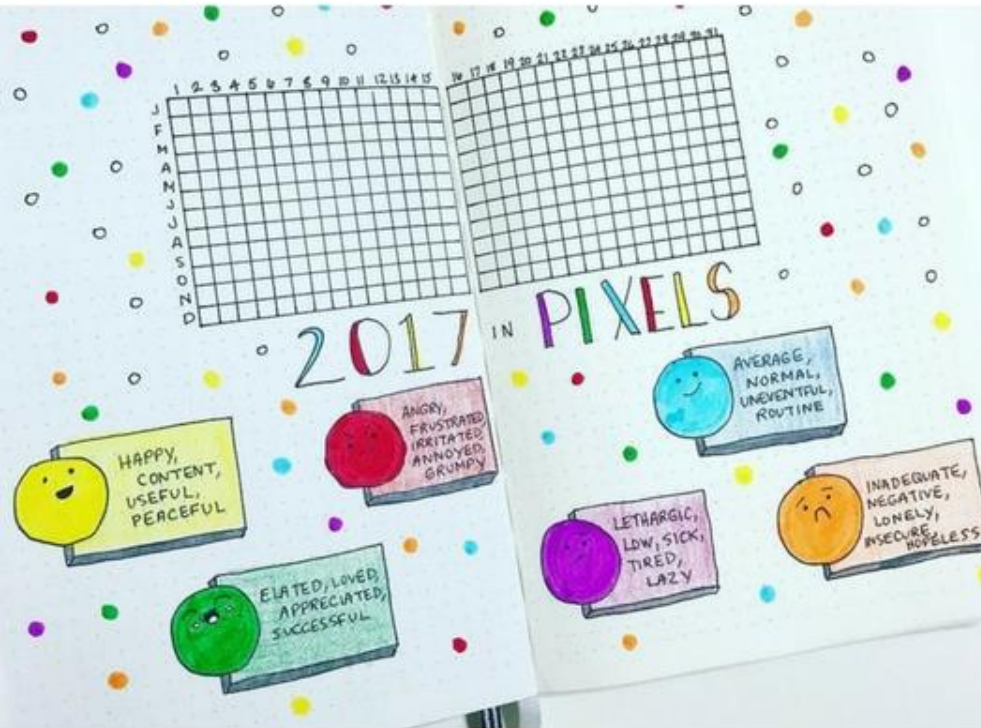 1 2 3 4 5 6 7 8 9 10 11 12 13 14 15 16 17 18 19 20 21 22 23 24 25 26 27 28 29 30 31
J
F
M
A
M
J
J
A
S
O
N
D
2017 IN PIXELS
HAPPY,
CONTENT,
USEFUL,
PEACEFUL
ANGRY,
FRUSTRATED,
IRRITATED,
ANNOYED,
GRUMPY
ELATED, LOVED,
APPRECIATED,
SUCCESSFUL
AVERAGE,
NORMAL,
UNEVENTFUL,
ROUTINE
LETHARGIC,
LOW, SICK,
TIRED,
LAZY
INADEQUATE,
NEGATIVE,
LONELY,
INSECURE,
HOPELESS